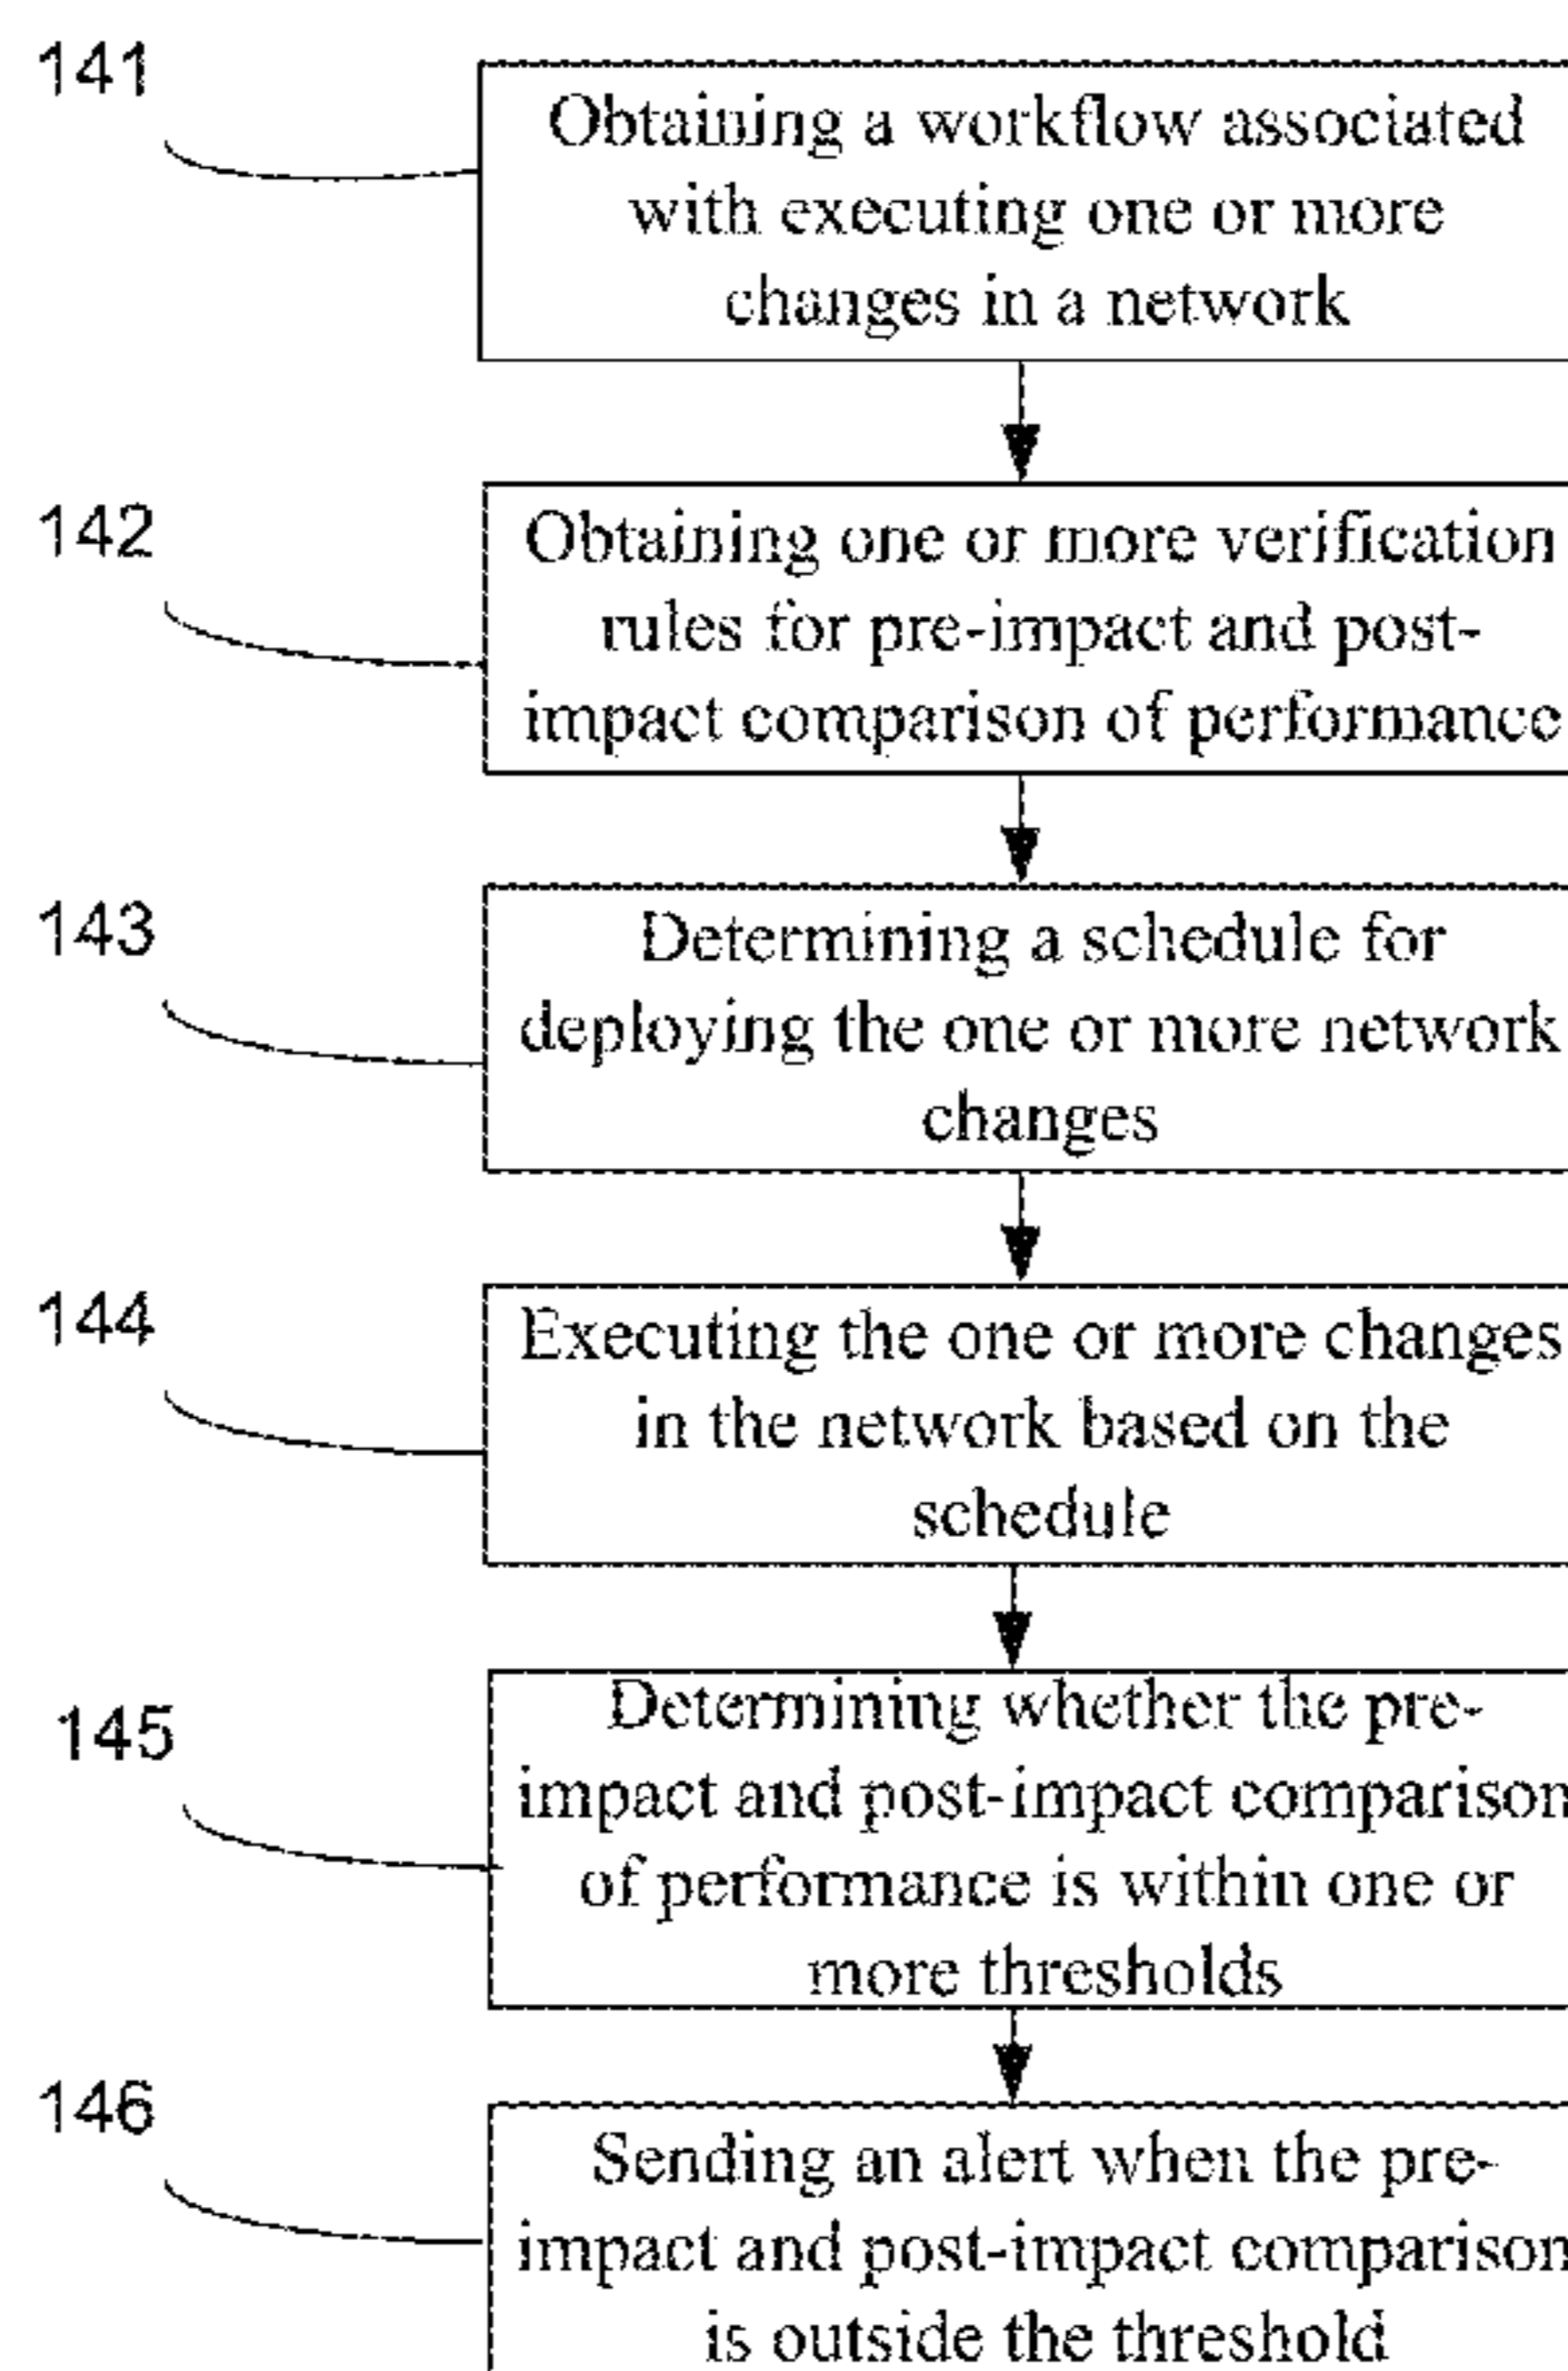 141
Obtaining a workflow associated
with executing one or more
changes in a network
142
Obtaining one or more verification
rules for pre-impact and post-
impact comparison of performance
143
Determining a schedule for
deploying the one or more network
changes
144
Executing the one or more changes
in the network based on the
schedule
145
Determining whether the pre-
impact and post-impact comparison
of performance is within one or
more thresholds
146
Sending an alert when the pre-
impact and post-impact comparison
is outside the threshold